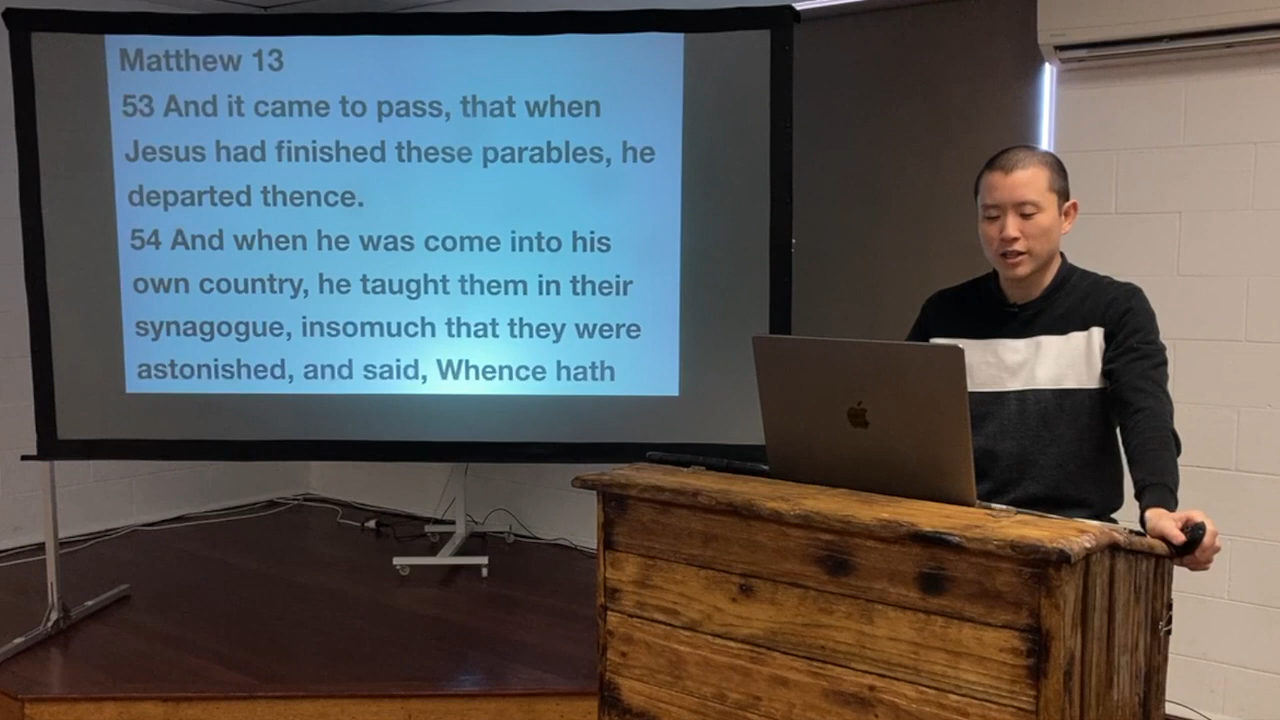 Matthew 13
53 And it came to pass, that when
Jesus had finished these parables, he
departed thence.
54 And when he was come into his
own country, he taught them in their
synagogue, insomuch that they were
astonished, and said, Whence hath